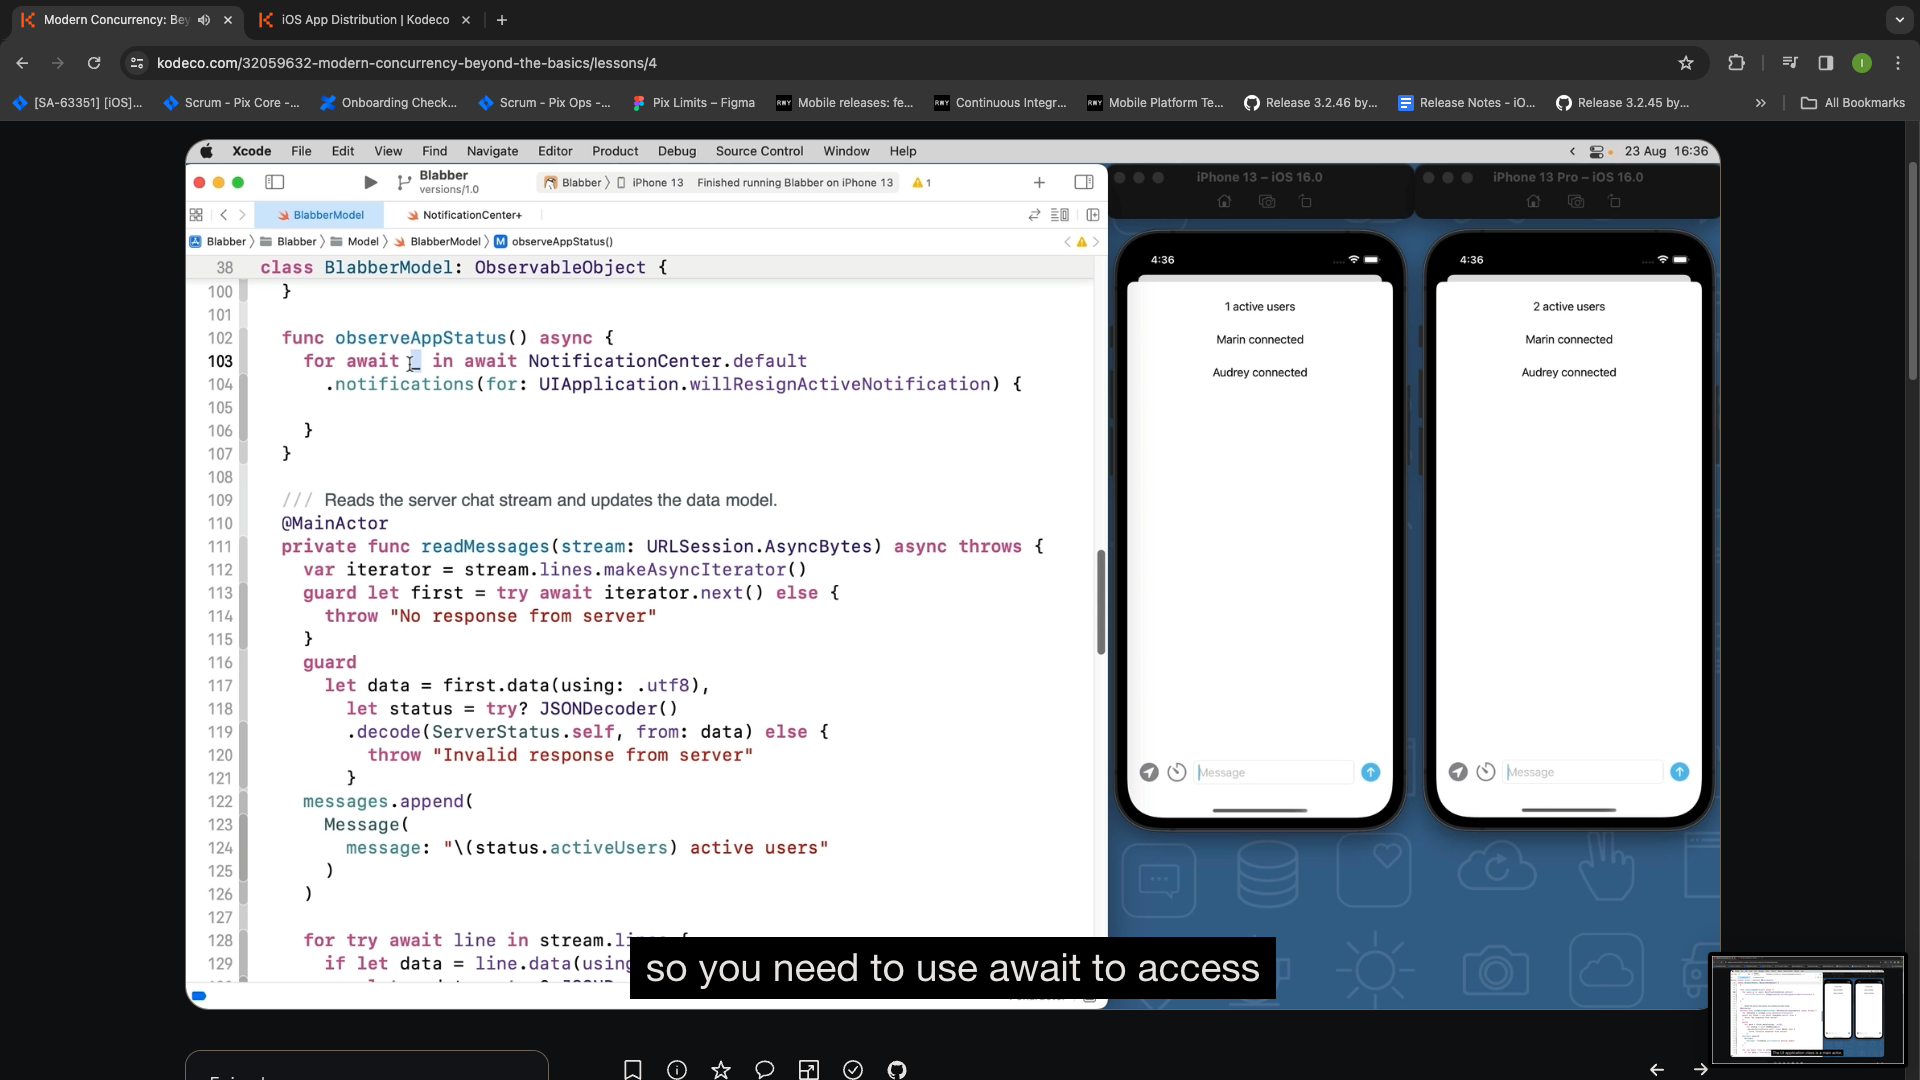 Modern Concurrency: Bey
iOS App Distribution | Kodeco
kodeco.com/32059632-modern-concurrency-beyond-the-basics/lessons/4
I
[SA-63351] [iOS]...
Scrum - Pix Core -...
Onboarding Check...
Scrum - Pix Ops -...
Pix Limits – Figma
RWY Mobile releases: fe...
RWY Continuous Integr...
RWY Mobile Platform Te...
Release 3.2.46 by...
Release Notes - iO...
Release 3.2.45 by...
All Bookmarks
Xcode File Edit View Find Navigate Editor Product Debug Source Control Window Help
23 Aug 16:36
Blabber
versions/1.0
Blabber iPhone 13 Finished running Blabber on iPhone 13
1
BlabberModel
NotificationCenter+
Blabber Blabber Model BlabberModel M observeAppStatus()
38 class BlabberModel: ObservableObject {
100 }
101
102 func observeAppStatus() async {
103 for await _ in await NotificationCenter.default
104 .notifications(for: UIApplication.willResignActiveNotification) {
105
106 }
107 }
108
109 /// Reads the server chat stream and updates the data model.
110 @MainActor
111 private func readMessages(stream: URLSession.AsyncBytes) async throws {
112 var iterator = stream.lines.makeAsyncIterator()
113 guard let first = try await iterator.next() else {
114 throw "No response from server"
115 }
116 guard
117 let data = first.data(using: .utf8),
118 let status = try? JSONDecoder()
119 .decode(ServerStatus.self, from: data) else {
120 throw "Invalid response from server"
121 }
122 messages.append(
123 Message(
124 message: "\(status.activeUsers) active users"
125 )
126 )
127
128 for try await line in stream.li
129 if let data = line.data(using
iPhone 13 – iOS 16.0
4:36
1 active users
Marin connected
Audrey connected
Message
iPhone 13 Pro – iOS 16.0
4:36
2 active users
Marin connected
Audrey connected
Message
so you need to use await to access